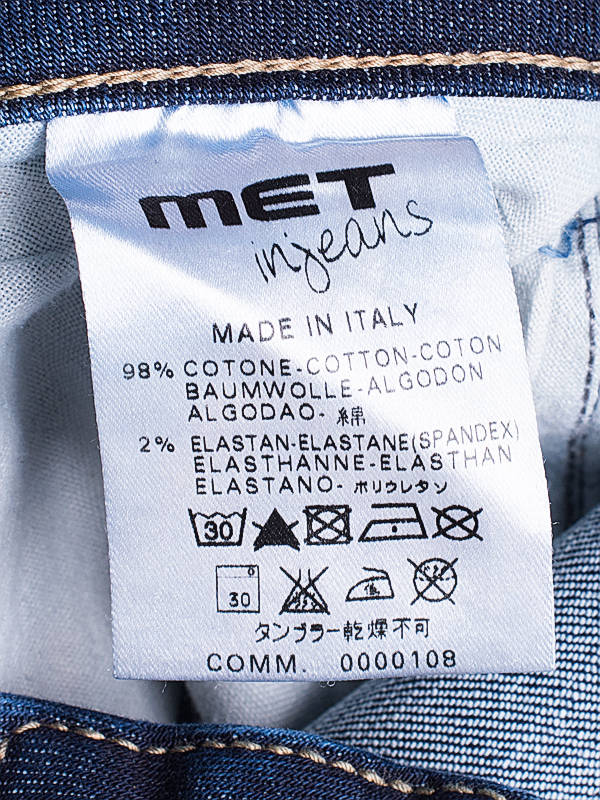 MET
injeans
MADE IN ITALY
98% COTONE-COTTON-COTON
BAUMWOLLE-ALGODON
ALGODAO- 綿
2% ELASTAN-ELASTANE(SPANDEX)
ELASTHANNE-ELASTHAN
ELASTANO- ポリウレタン
30
30 低
タンブラー乾燥不可
COMM. 0000108